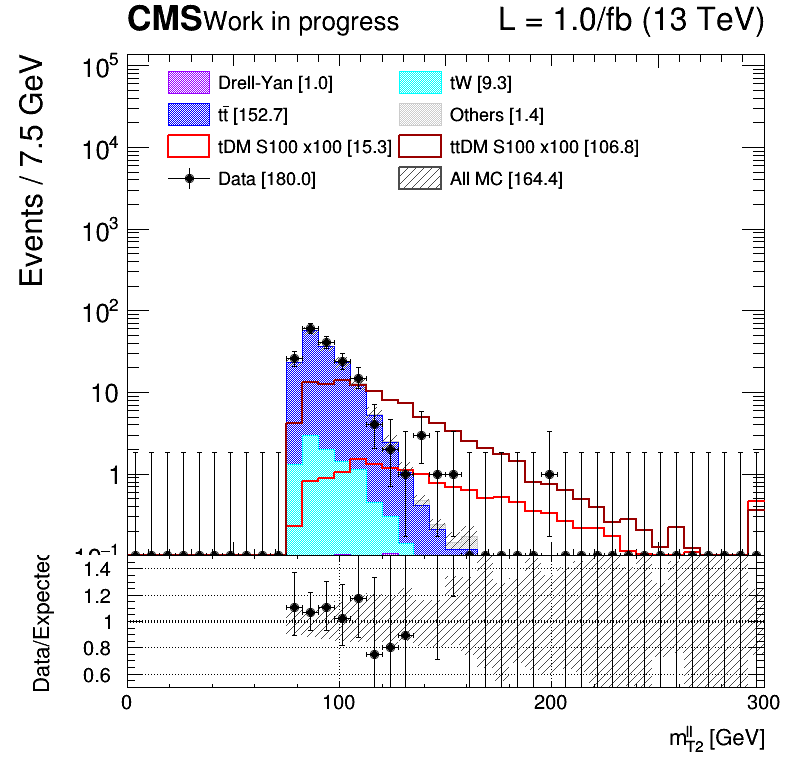 CMS Work in progress L = 1.0/fb (13 TeV)
Events / 7.5 GeV
10⁵
10⁴
10³
10²
10
1
10⁻¹
Drell-Yan [1.0] tW [9.3]
tt̄ [152.7] Others [1.4]
tDM S100 x100 [15.3] ttDM S100 x100 [106.8]
Data [180.0] All MC [164.4]
Data/Expected
1.4
1.2
1
0.8
0.6
0 100 200 300
m_{T2}^{ll} [GeV]